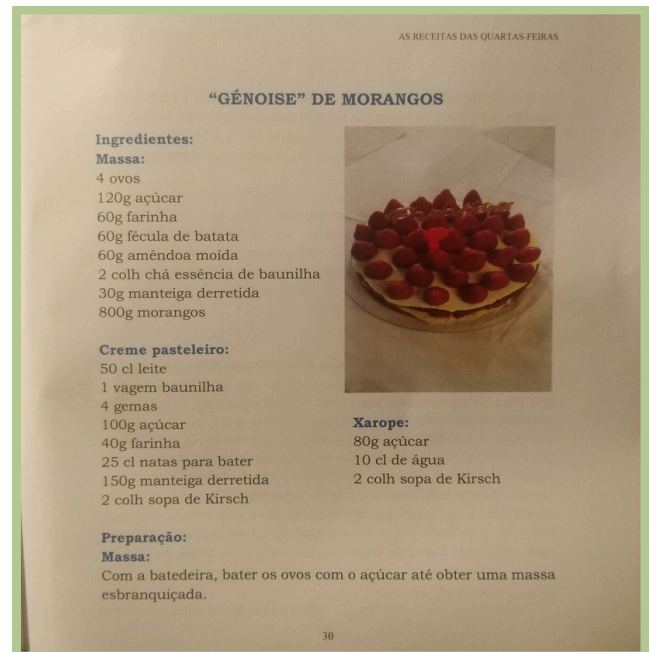 AS RECEITAS DAS QUARTAS-FEIRAS
“GÉNOISE” DE MORANGOS
Ingredientes:
Massa:
4 ovos
120g açúcar
60g farinha
60g fécula de batata
60g amêndoa moída
2 colh chá essência de baunilha
30g manteiga derretida
800g morangos
Creme pasteleiro:
50 cl leite
1 vagem baunilha
4 gemas
100g açúcar
40g farinha
25 cl natas para bater
150g manteiga derretida
2 colh sopa de Kirsch
Xarope:
80g açúcar
10 cl de água
2 colh sopa de Kirsch
Preparação:
Massa:
Com a batedeira, bater os ovos com o açúcar até obter uma massa
esbranquiçada.
30